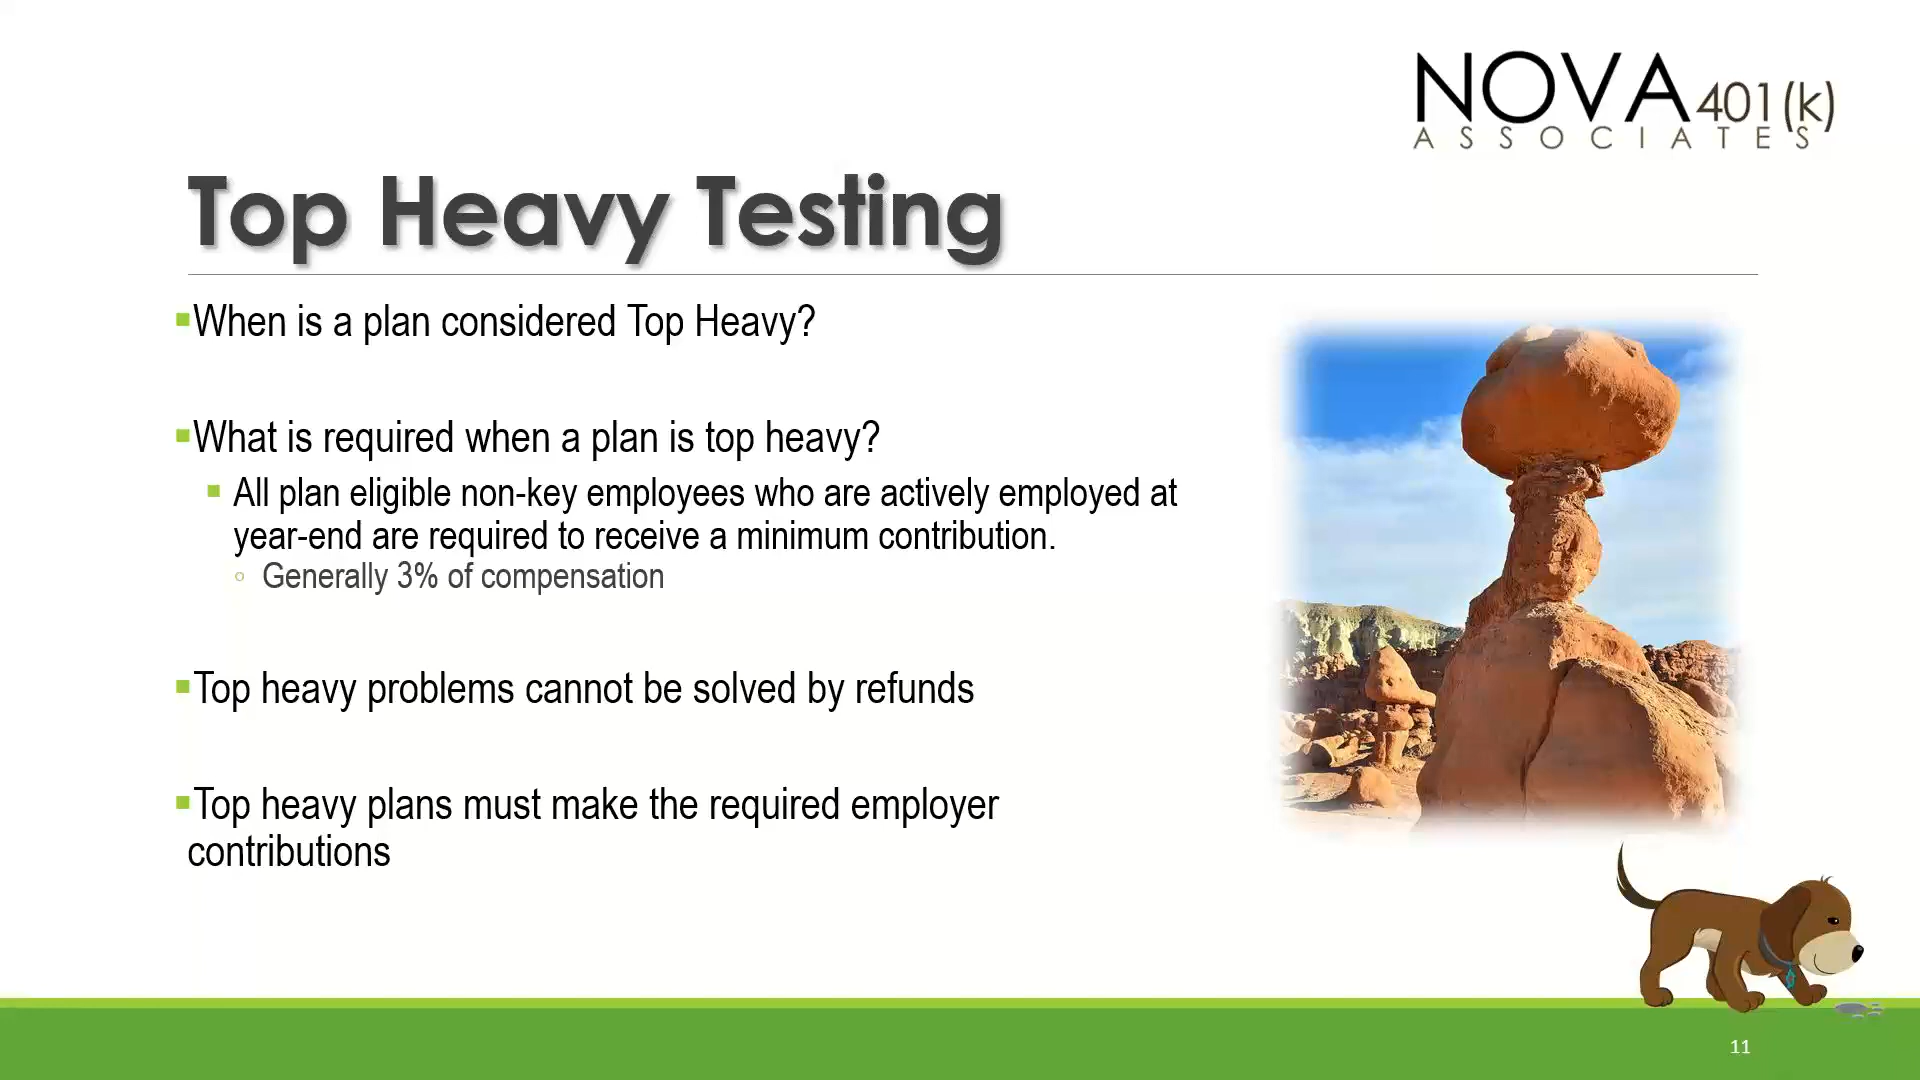 NOVA 401(k)
ASSOCIATES
Top Heavy Testing
▪When is a plan considered Top Heavy?
▪What is required when a plan is top heavy?
▪ All plan eligible non-key employees who are actively employed at
year-end are required to receive a minimum contribution.
◦ Generally 3% of compensation
▪Top heavy problems cannot be solved by refunds
▪Top heavy plans must make the required employer
contributions
11